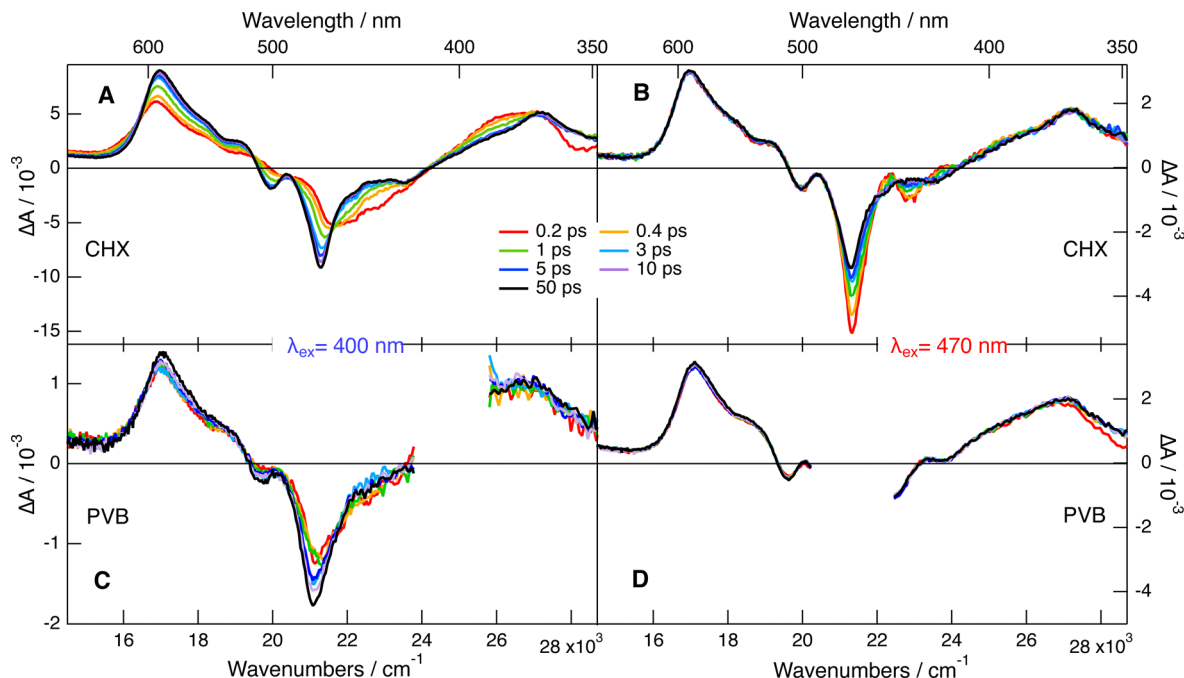 Wavelength / nm
Wavelength / nm
600 500 400 350
600 500 400 350
A
B
5
0
-5
-10
-15
ΔA / 10⁻³
CHX
2
0
-2
-4
ΔA / 10⁻³
CHX
0.2 ps 0.4 ps
1 ps 3 ps
5 ps 10 ps
50 ps
λex= 400 nm
λex= 470 nm
1
0
-1
-2
ΔA / 10⁻³
PVB
C
2
0
-2
-4
ΔA / 10⁻³
PVB
D
16 18 20 22 24 26 28 x10³
16 18 20 22 24 26 28 x10³
Wavenumbers / cm⁻¹
Wavenumbers / cm⁻¹